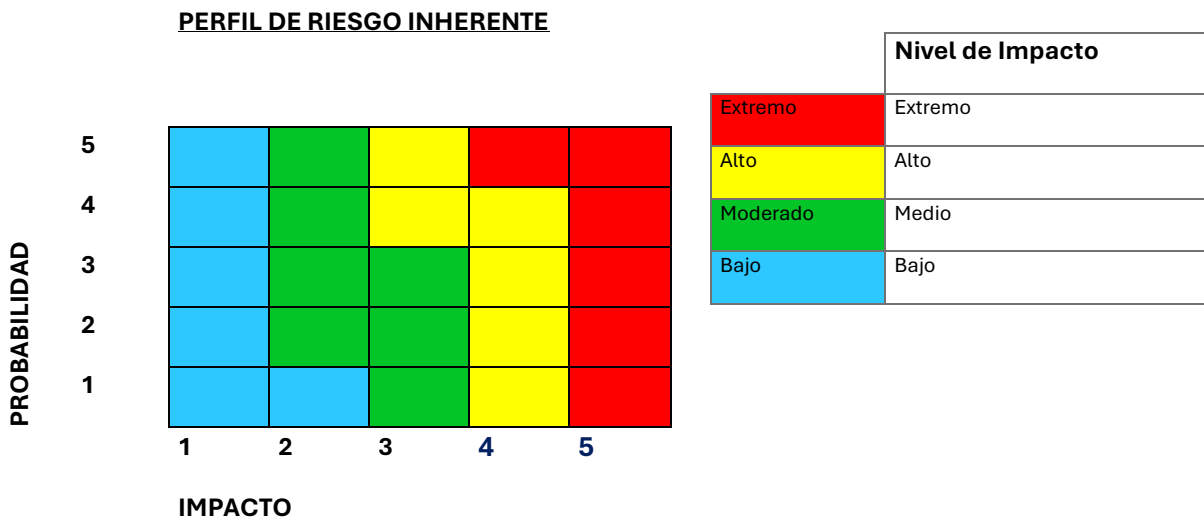 PERFIL DE RIESGO INHERENTE
Nivel de Impacto
Extremo Extremo
Alto Alto
Moderado Medio
Bajo Bajo
PROBABILIDAD
5
4
3
2
1
1 2 3 4 5
IMPACTO